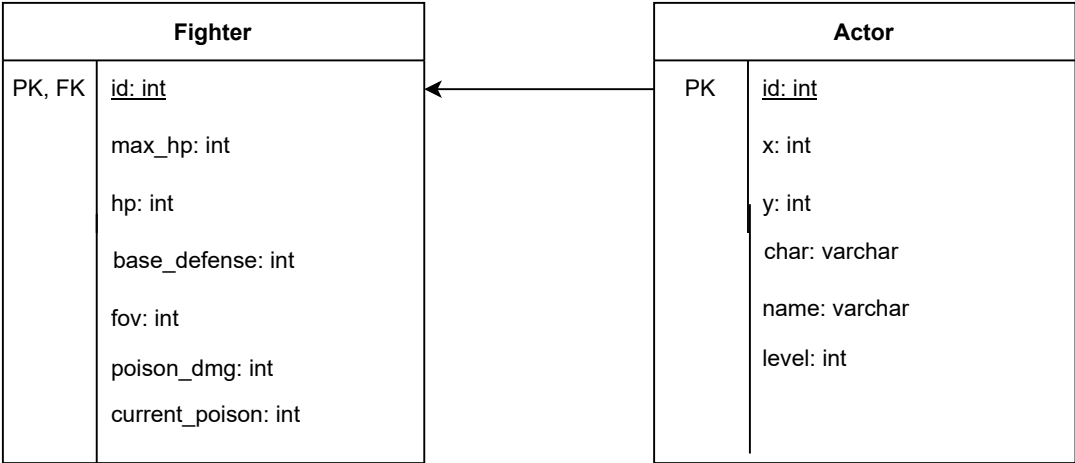 Fighter
PK, FK id: int
max_hp: int
hp: int
base_defense: int
fov: int
poison_dmg: int
current_poison: int
Actor
PK id: int
x: int
y: int
char: varchar
name: varchar
level: int